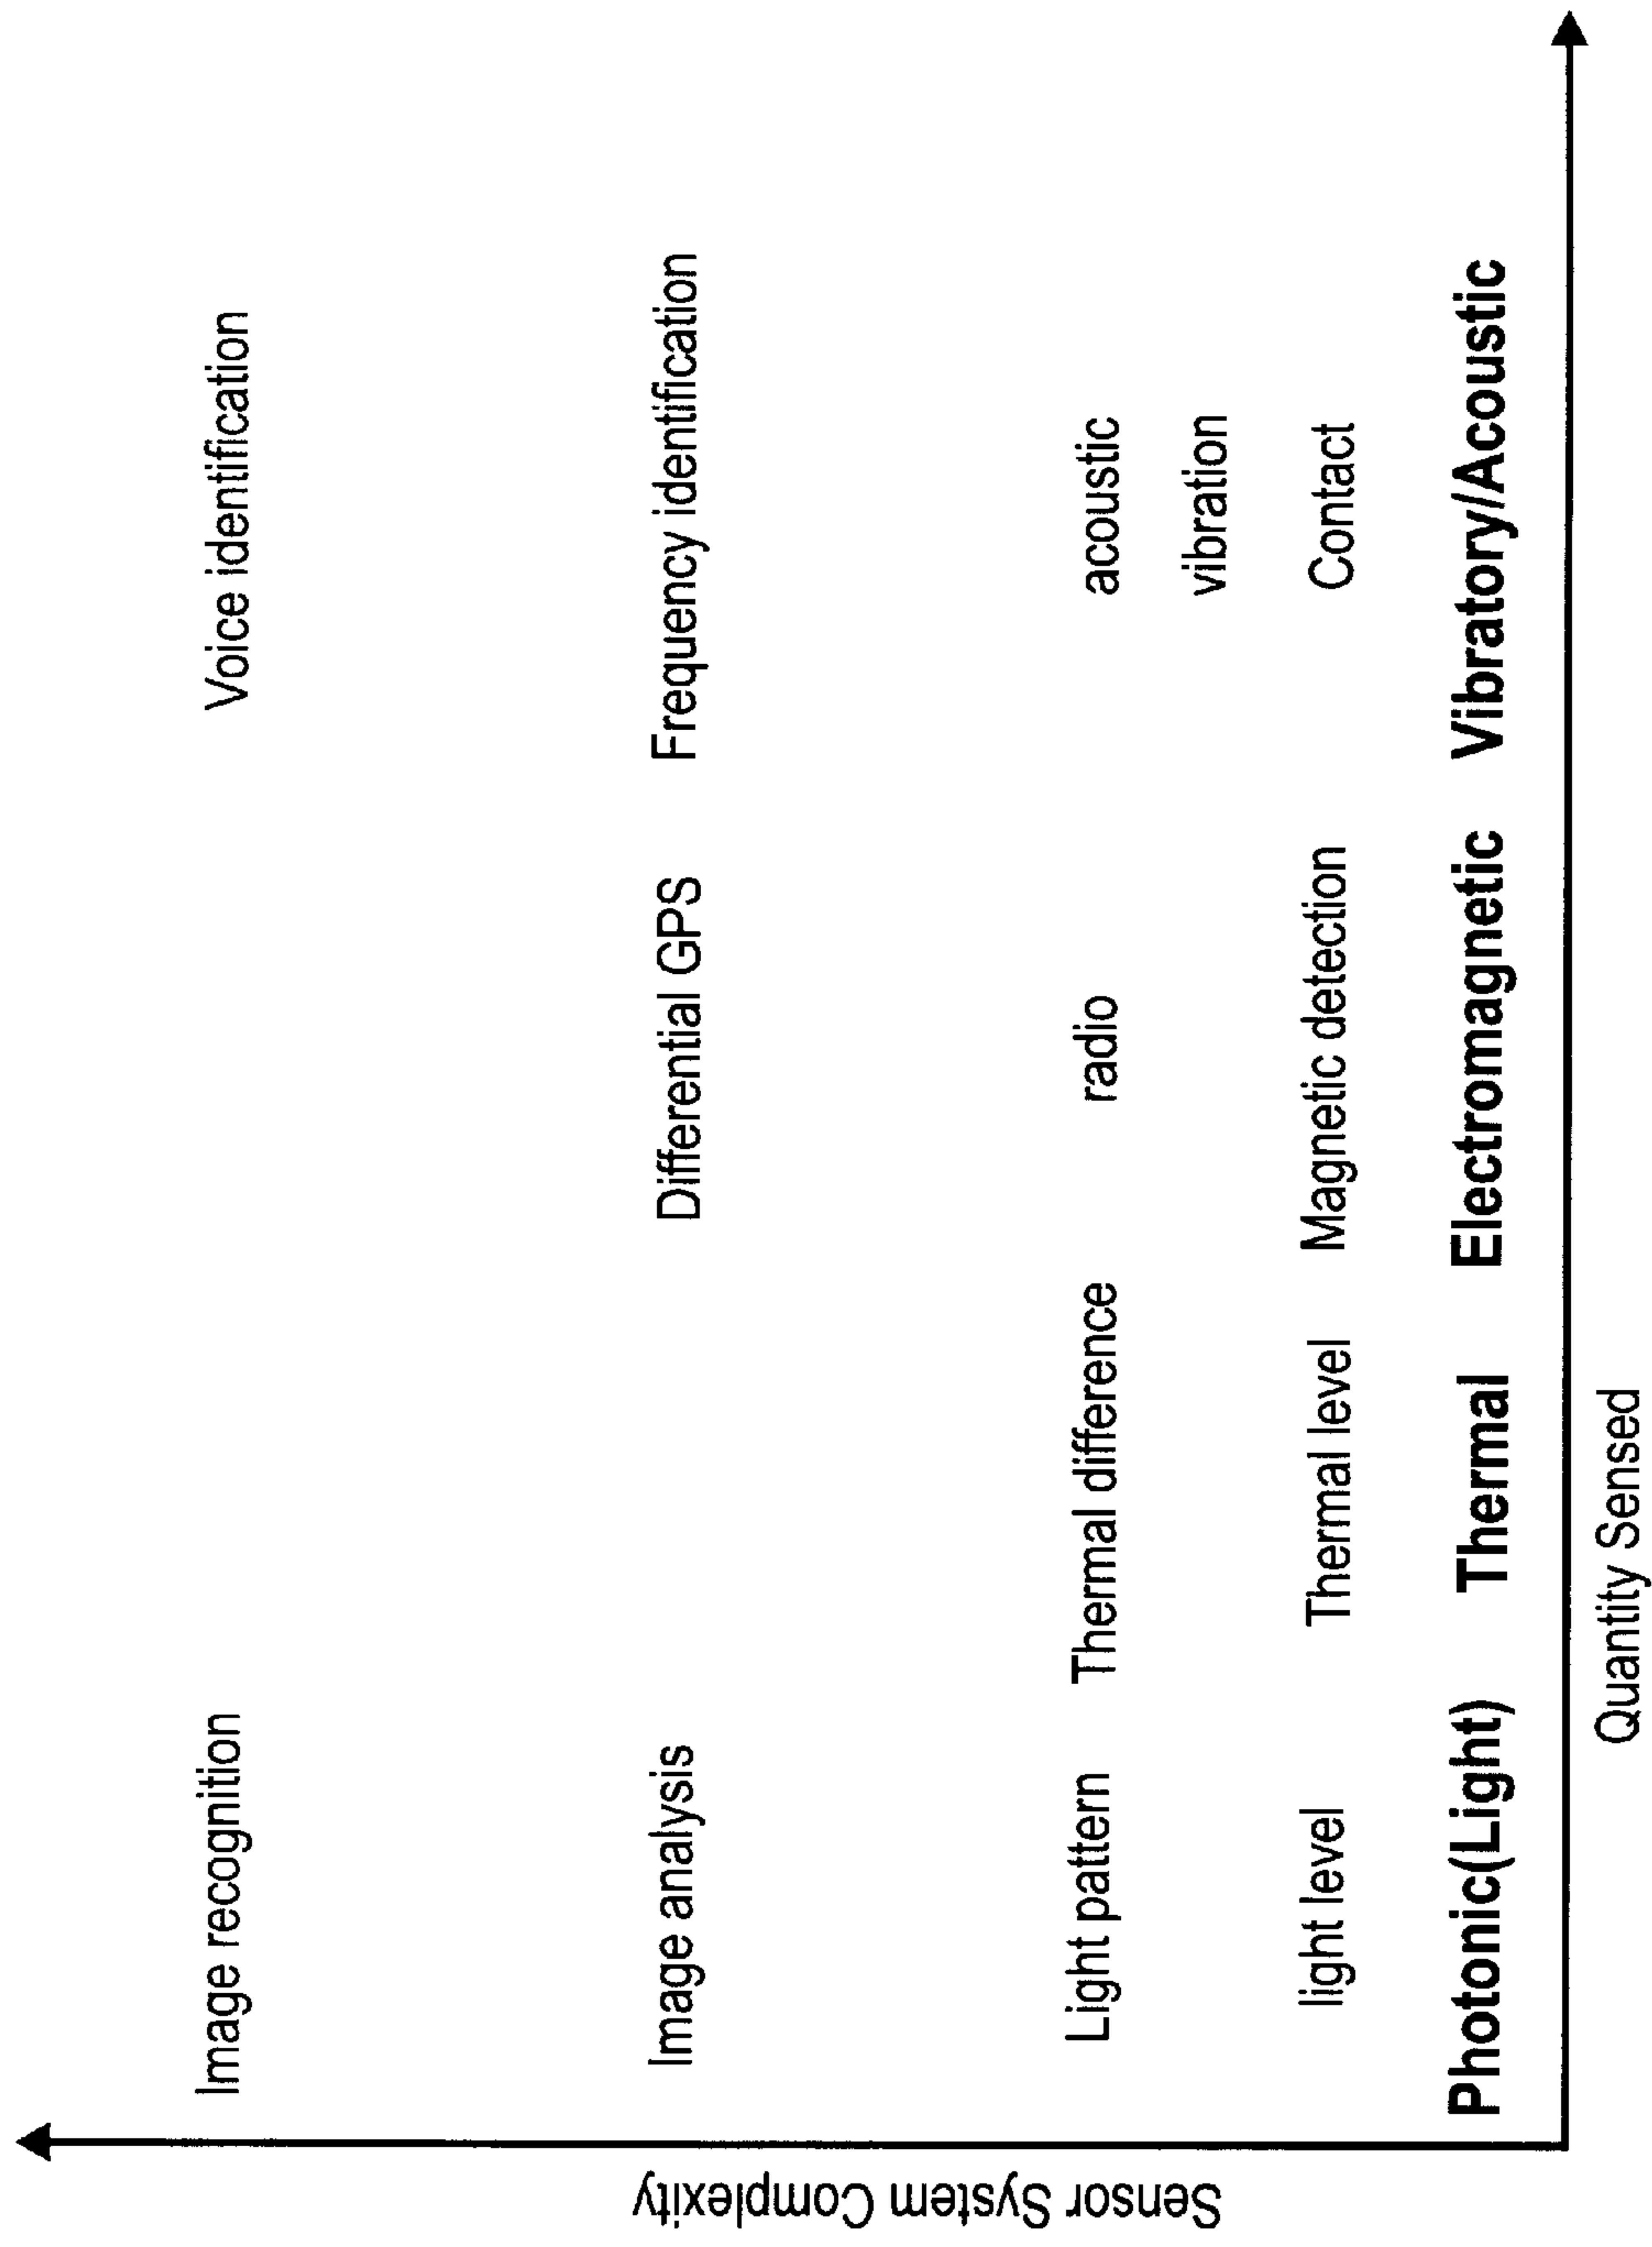 Sensor System Complexity
Image recognition
Voice identification
Image analysis
Differential GPS
Frequency identification
Light pattern
Thermal difference
radio
acoustic
vibration
light level
Thermal level
Magnetic detection
Contact
Photonic(Light)
Thermal
Electromagnetic
Vibratory/Acoustic
Quantity Sensed